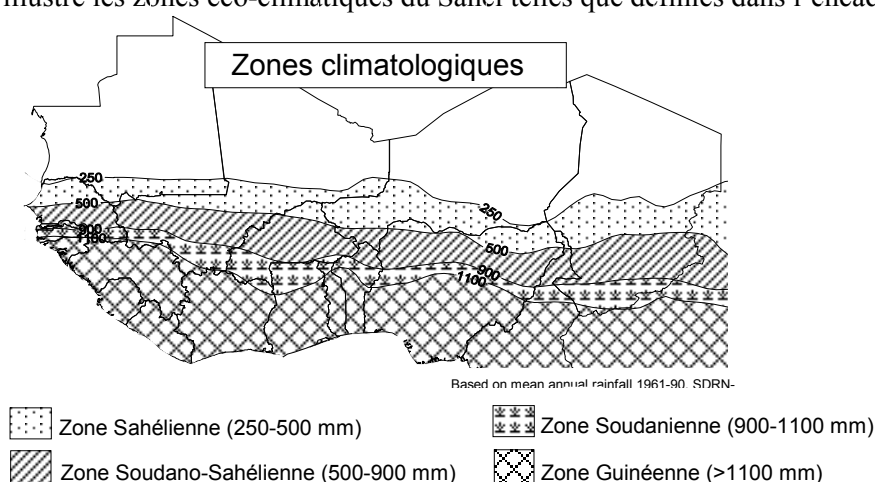 illustre les zones éco-climatiques du Sahel telles que définies dans l'encad
Zones climatologiques
250
250
500
500
900
1100
900
1100
Based on mean annual rainfall 1961-90, SDRN-
Zone Sahélienne (250-500 mm)
Zone Soudanienne (900-1100 mm)
Zone Soudano-Sahélienne (500-900 mm)
Zone Guinéenne (>1100 mm)